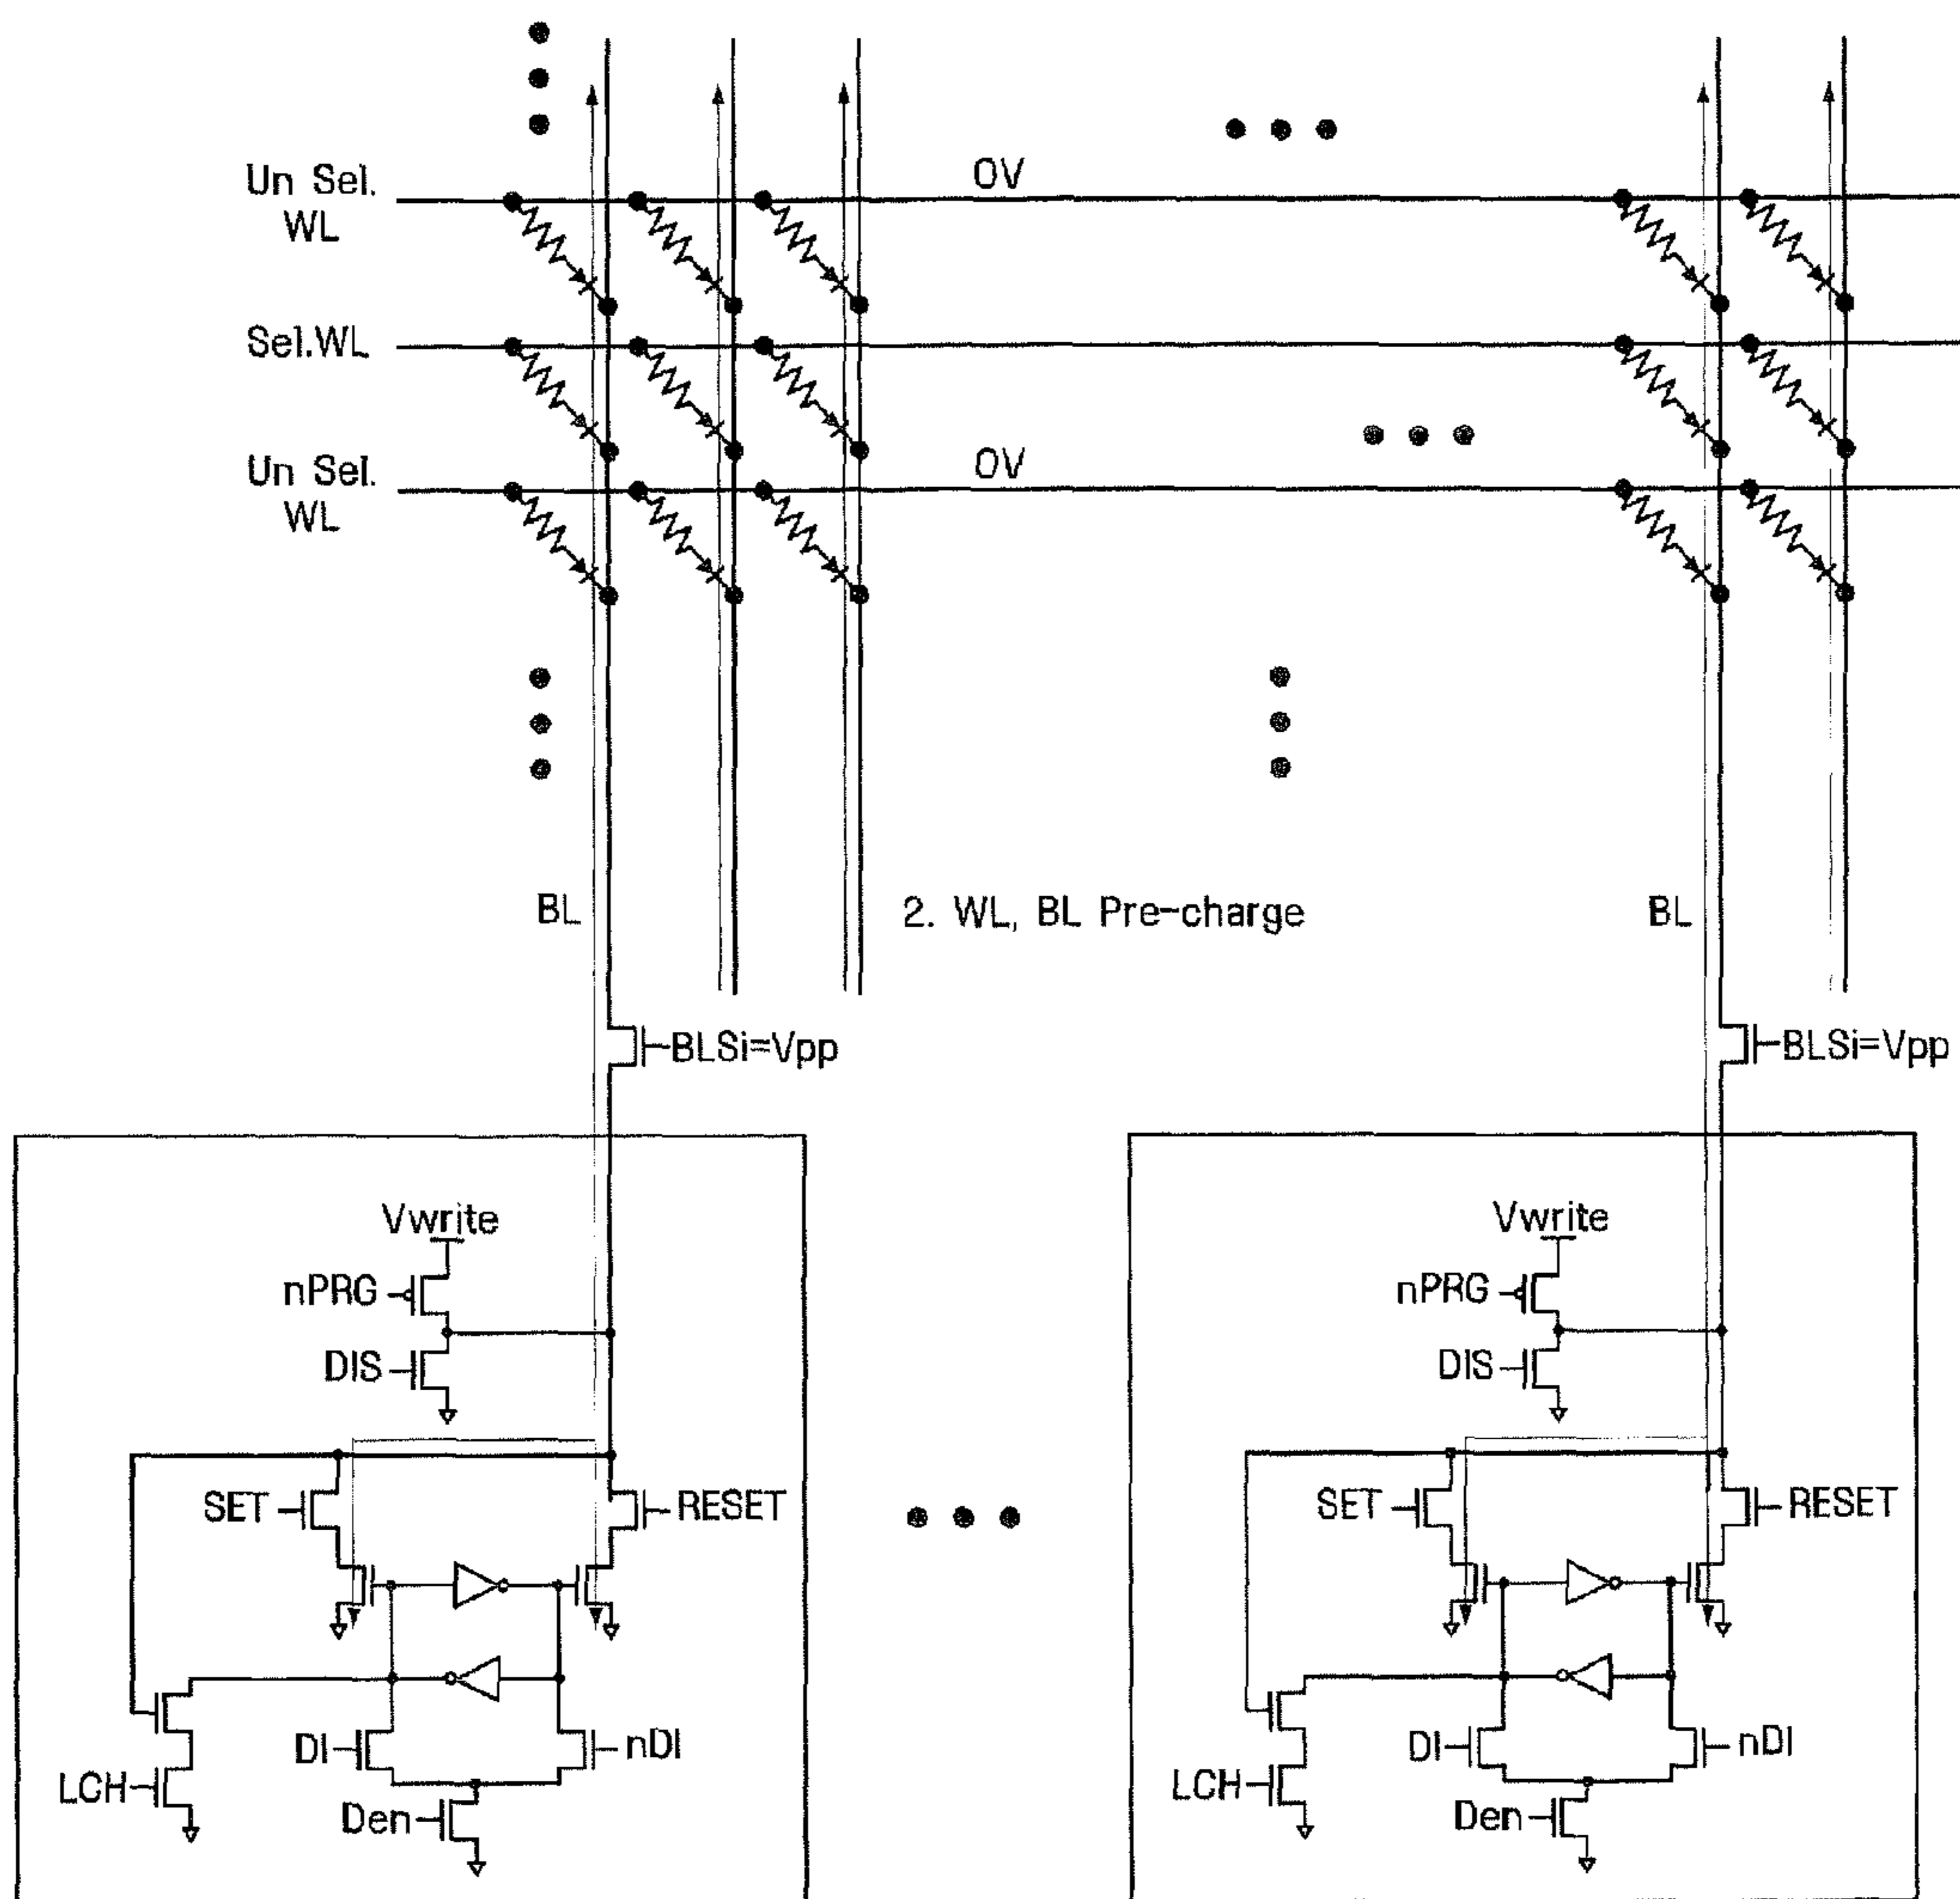 Un Sel.
WL
0V
Sel.WL
Un Sel.
WL
0V
BL
2. WL, BL Pre-charge
BL
BLSi=Vpp
BLSi=Vpp
Vwrite
nPRG
DIS
SET
RESET
DI
nDI
LCH
Den
Vwrite
nPRG
DIS
SET
RESET
DI
nDI
LCH
Den